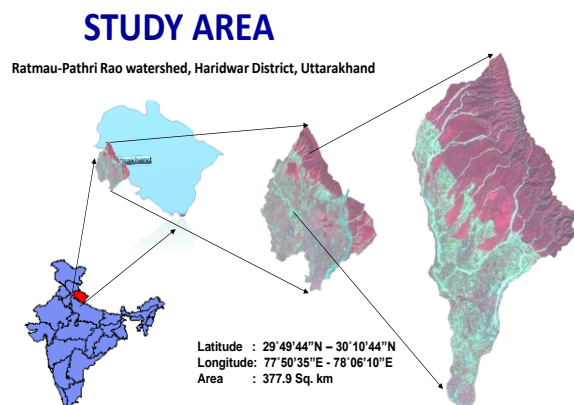 STUDY AREA
Ratmau-Pathri Rao watershed, Haridwar District, Uttarakhand
Uttarakhand
Latitude : 29˚49'44”N – 30˚10'44”N
Longitude: 77˚50'35”E - 78˚06'10”E
Area : 377.9 Sq. km